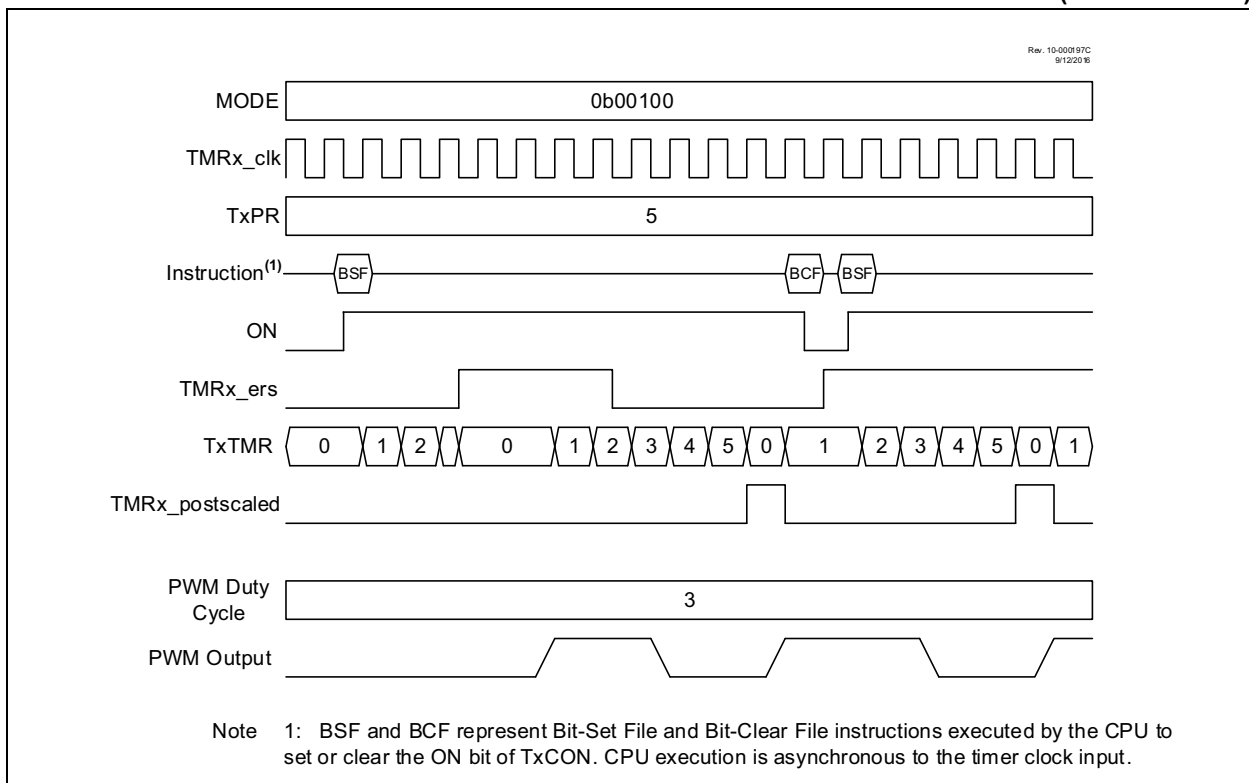 Rev. 10-000197C
9/12/2016
MODE 0b00100
TMRx_clk
TxPR 5
Instruction(1) BSF BCF BSF
ON
TMRx_ers
TxTMR 0 1 2 0 1 2 3 4 5 0 1 2 3 4 5 0 1
TMRx_postscaled
PWM Duty
Cycle
3
PWM Output
Note 1: BSF and BCF represent Bit-Set File and Bit-Clear File instructions executed by the CPU to
set or clear the ON bit of TxCON. CPU execution is asynchronous to the timer clock input.